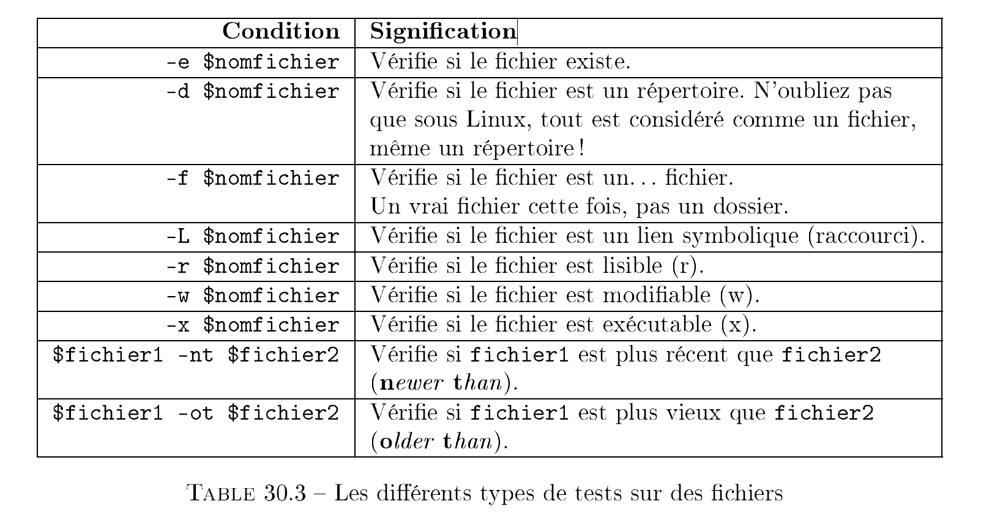 Condition Signification
-e $nomfichier Vérifie si le fichier existe.
-d $nomfichier Vérifie si le fichier est un répertoire. N'oubliez pas
que sous Linux, tout est considéré comme un fichier,
même un répertoire !
-f $nomfichier Vérifie si le fichier est un... fichier.
Un vrai fichier cette fois, pas un dossier.
-L $nomfichier Vérifie si le fichier est un lien symbolique (raccourci).
-r $nomfichier Vérifie si le fichier est lisible (r).
-w $nomfichier Vérifie si le fichier est modifiable (w).
-x $nomfichier Vérifie si le fichier est exécutable (x).
$fichier1 -nt $fichier2 Vérifie si fichier1 est plus récent que fichier2
(newer than).
$fichier1 -ot $fichier2 Vérifie si fichier1 est plus vieux que fichier2
(older than).
TABLE 30.3 – Les différents types de tests sur des fichiers